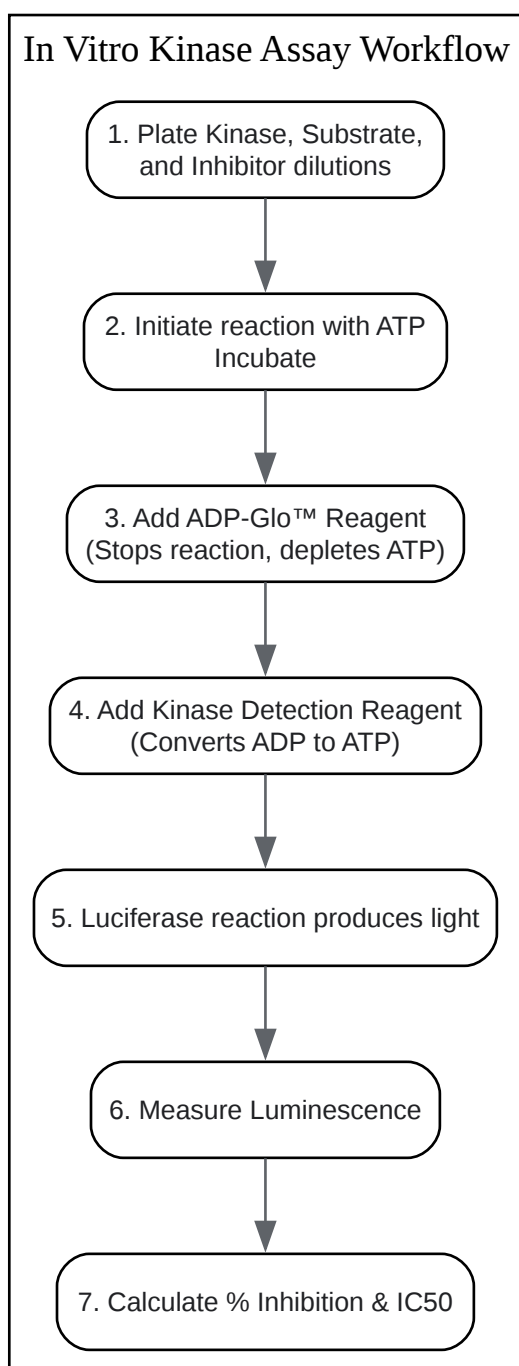 In Vitro Kinase Assay Workflow
1. Plate Kinase, Substrate,
and Inhibitor dilutions
2. Initiate reaction with ATP
Incubate
3. Add ADP-Glo™ Reagent
(Stops reaction, depletes ATP)
4. Add Kinase Detection Reagent
(Converts ADP to ATP)
5. Luciferase reaction produces light
6. Measure Luminescence
7. Calculate % Inhibition & IC50